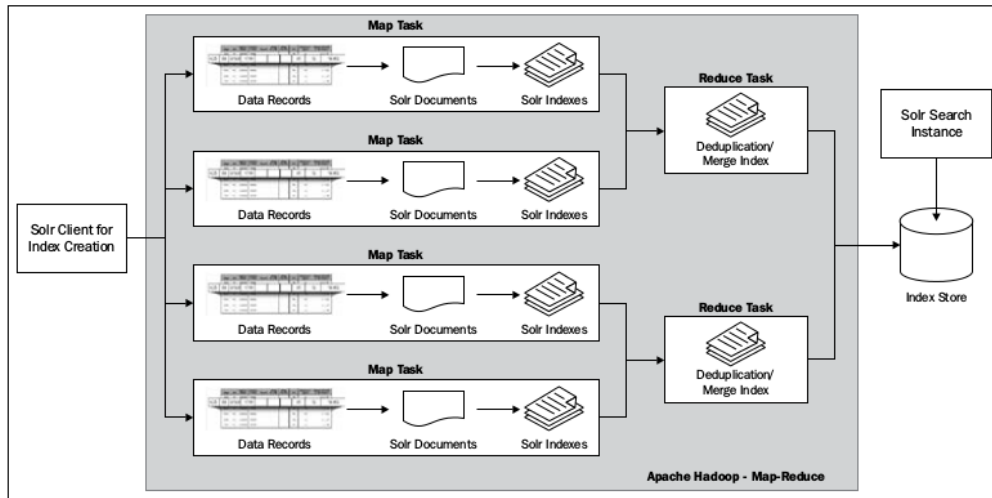 Map Task
Data Records
Solr Documents
Solr Indexes
Map Task
Data Records
Solr Documents
Solr Indexes
Map Task
Data Records
Solr Documents
Solr Indexes
Map Task
Data Records
Solr Documents
Solr Indexes
Solr Client for
Index Creation
Reduce Task
Deduplication/
Merge Index
Reduce Task
Deduplication/
Merge Index
Solr Search
Instance
Index Store
Apache Hadoop - Map-Reduce